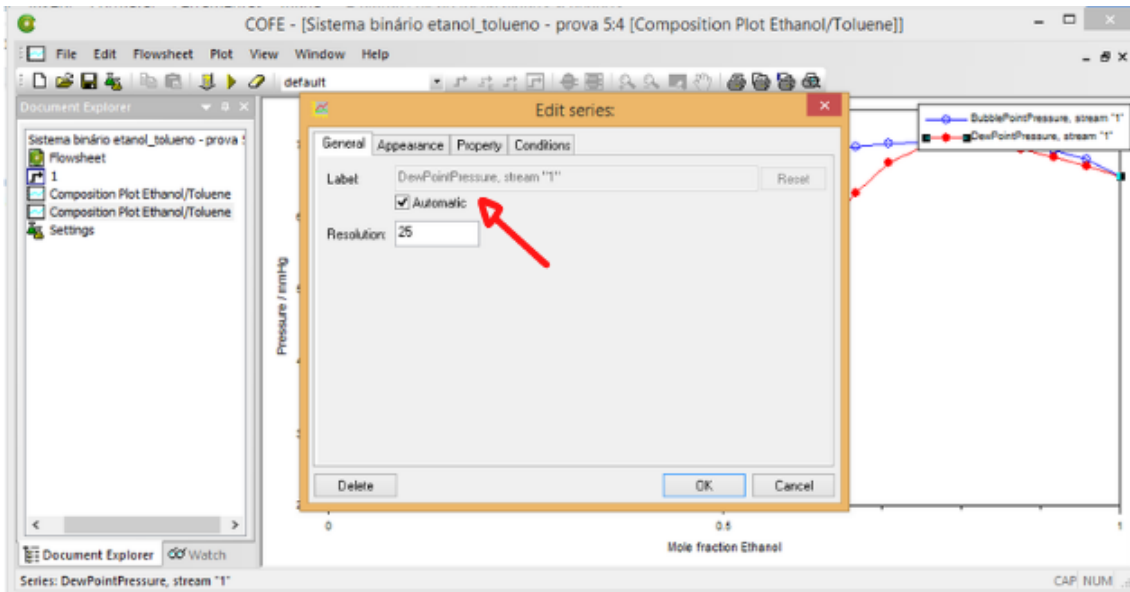 COFE - [Sistema binário etanol_tolueno - prova 5:4 [Composition Plot Ethanol/Toluene]]
File Edit Flowsheet Plot View Window Help
default
Document Explorer
Sistema binário etanol_tolueno - prova
Flowsheet
1
Composition Plot Ethanol/Toluene
Composition Plot Ethanol/Toluene
Settings
Document Explorer Watch
Edit series:
General Appearance Property Conditions
Label: DewPointPressure, stream "1" Reset
Automatic
Resolution: 25
Delete OK Cancel
BubblePointPressure, stream "1"
DewPointPressure, stream "1"
Pressure / mmHg
0 0.5 1
Mole fraction Ethanol
Series: DewPointPressure, stream "1" CAP NUM